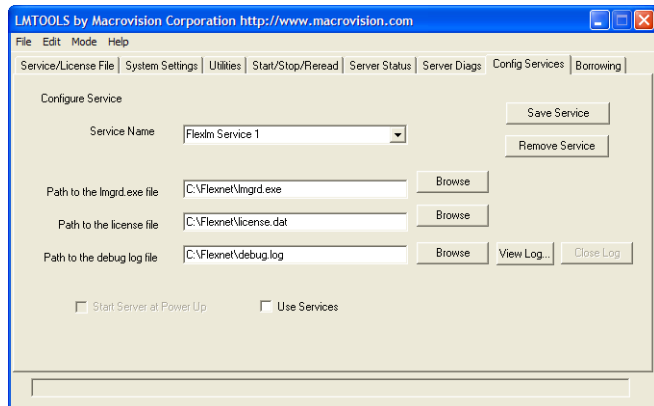 LMTOOLS by Macrovision Corporation http://www.macrovision.com
File Edit Mode Help
Service/License File System Settings Utilities Start/Stop/Reread Server Status Server Diags Config Services Borrowing
Configure Service
Save Service
Service Name Flexlm Service 1
Remove Service
Path to the lmgrd.exe file C:\Flexnet\lmgrd.exe Browse
Path to the license file C:\Flexnet\license.dat Browse
Path to the debug log file C:\Flexnet\debug.log Browse View Log... Close Log
Start Server at Power Up Use Services